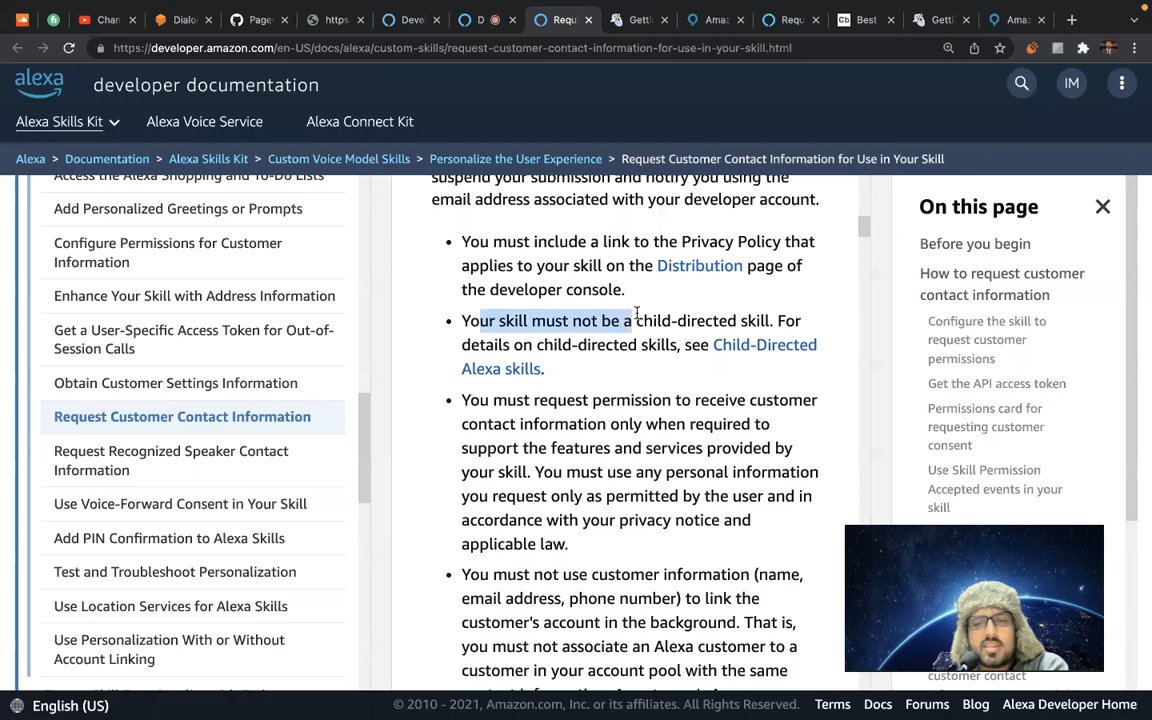 Chan
Dialo
Page
https
Deve
D
Requ
Getti
Amaz
Requ
Cb Best
Getti
Amaz
https://developer.amazon.com/en-US/docs/alexa/custom-skills/request-customer-contact-information-for-use-in-your-skill.html
alexa developer documentation
IM
Alexa Skills Kit Alexa Voice Service Alexa Connect Kit
Alexa > Documentation > Alexa Skills Kit > Custom Voice Model Skills > Personalize the User Experience > Request Customer Contact Information for Use in Your Skill
Access the Alexa Shopping and To-Do Lists
Add Personalized Greetings or Prompts
Configure Permissions for Customer
Information
Enhance Your Skill with Address Information
Get a User-Specific Access Token for Out-of-
Session Calls
Obtain Customer Settings Information
Request Customer Contact Information
Request Recognized Speaker Contact
Information
Use Voice-Forward Consent in Your Skill
Add PIN Confirmation to Alexa Skills
Test and Troubleshoot Personalization
Use Location Services for Alexa Skills
Use Personalization With or Without
Account Linking
suspend your submission and notify you using the
email address associated with your developer account.
• You must include a link to the Privacy Policy that
applies to your skill on the Distribution page of
the developer console.
• Your skill must not be a child-directed skill. For
details on child-directed skills, see Child-Directed
Alexa skills.
• You must request permission to receive customer
contact information only when required to
support the features and services provided by
your skill. You must use any personal information
you request only as permitted by the user and in
accordance with your privacy notice and
applicable law.
• You must not use customer information (name,
email address, phone number) to link the
customer's account in the background. That is,
you must not associate an Alexa customer to a
customer in your account pool with the same
On this page
Before you begin
How to request customer
contact information
Configure the skill to
request customer
permissions
Get the API access token
Permissions card for
requesting customer
consent
Use Skill Permission
Accepted events in your
skill
customer contact
English (US)
© 2010 - 2021, Amazon.com, Inc. or its affiliates. All Rights Reserved. Terms Docs Forums Blog Alexa Developer Home